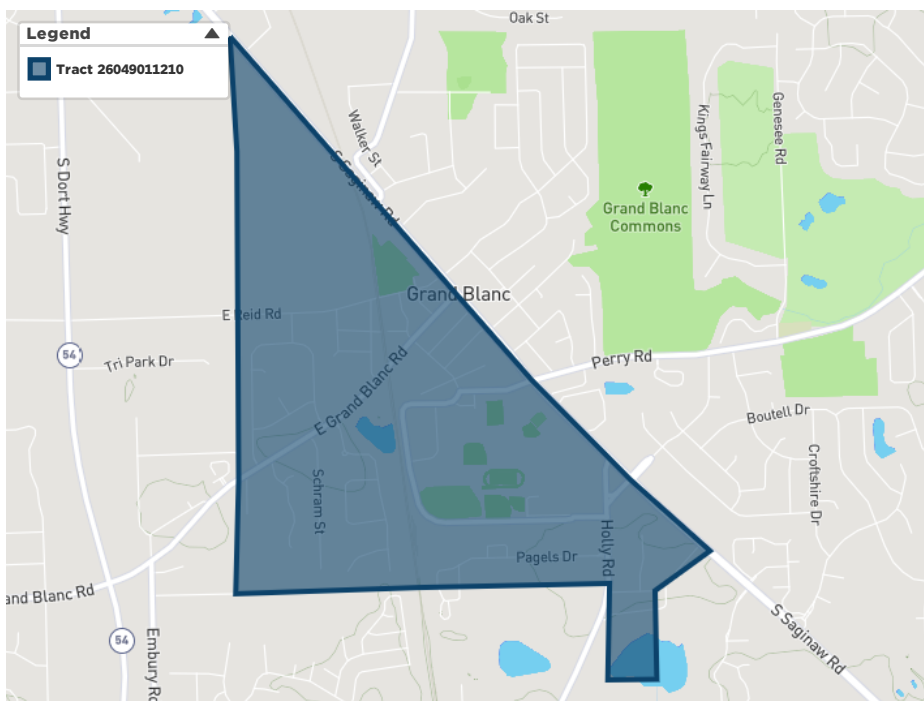 Legend
Tract 26049011210
Oak St
Walker St
S Saginaw Rd
S Dort Hwy
Kings Fairway Ln
Genesee Rd
Grand Blanc
Commons
Grand Blanc
E Reid Rd
54
Tri Park Dr
Perry Rd
E Grand Blanc Rd
Boutell Dr
Schram St
Croftshire Dr
Holly Rd
Pagels Dr
and Blanc Rd
54
Embury Rd
S Saginaw Rd